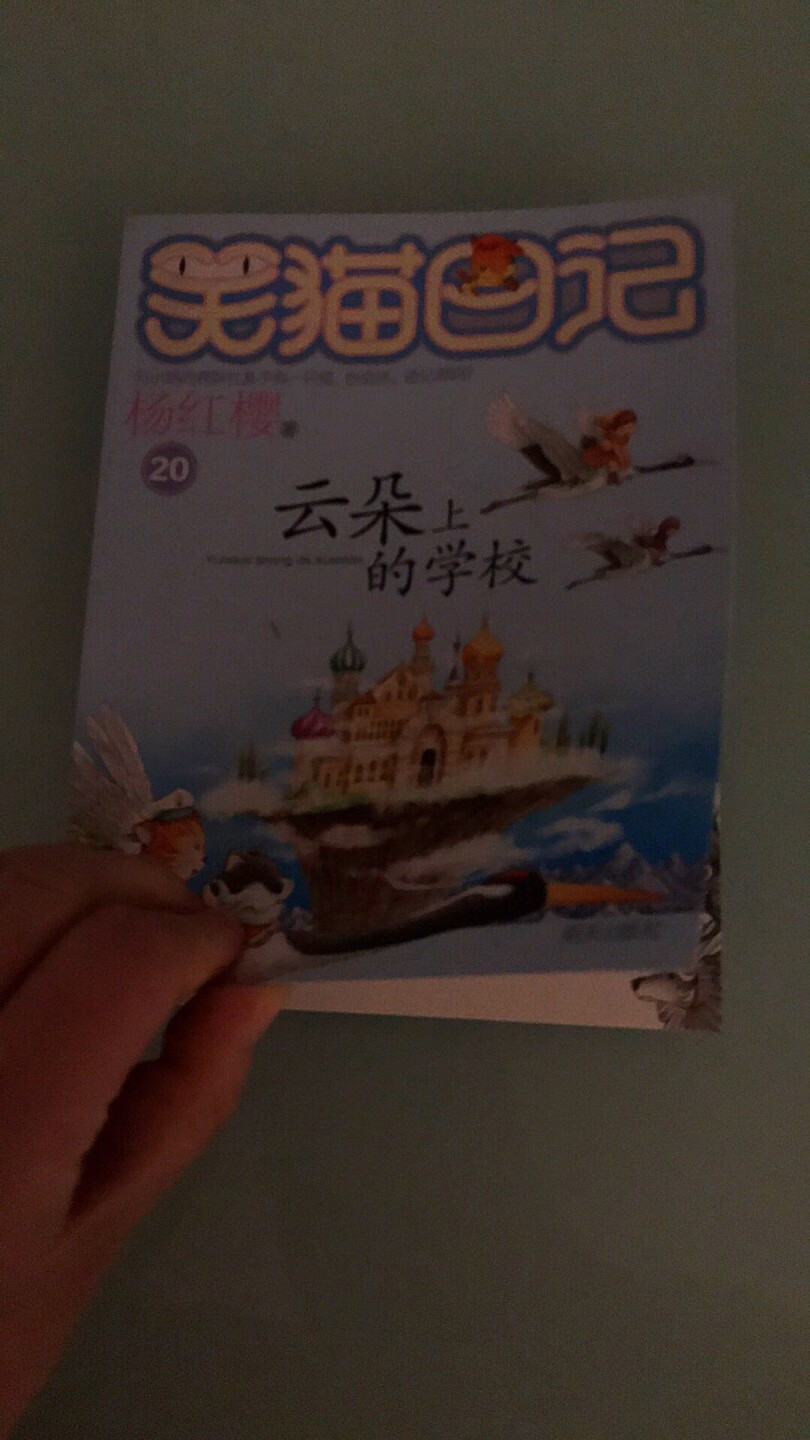 笑猫日记
杨红樱 著
20
云朵上
的学校